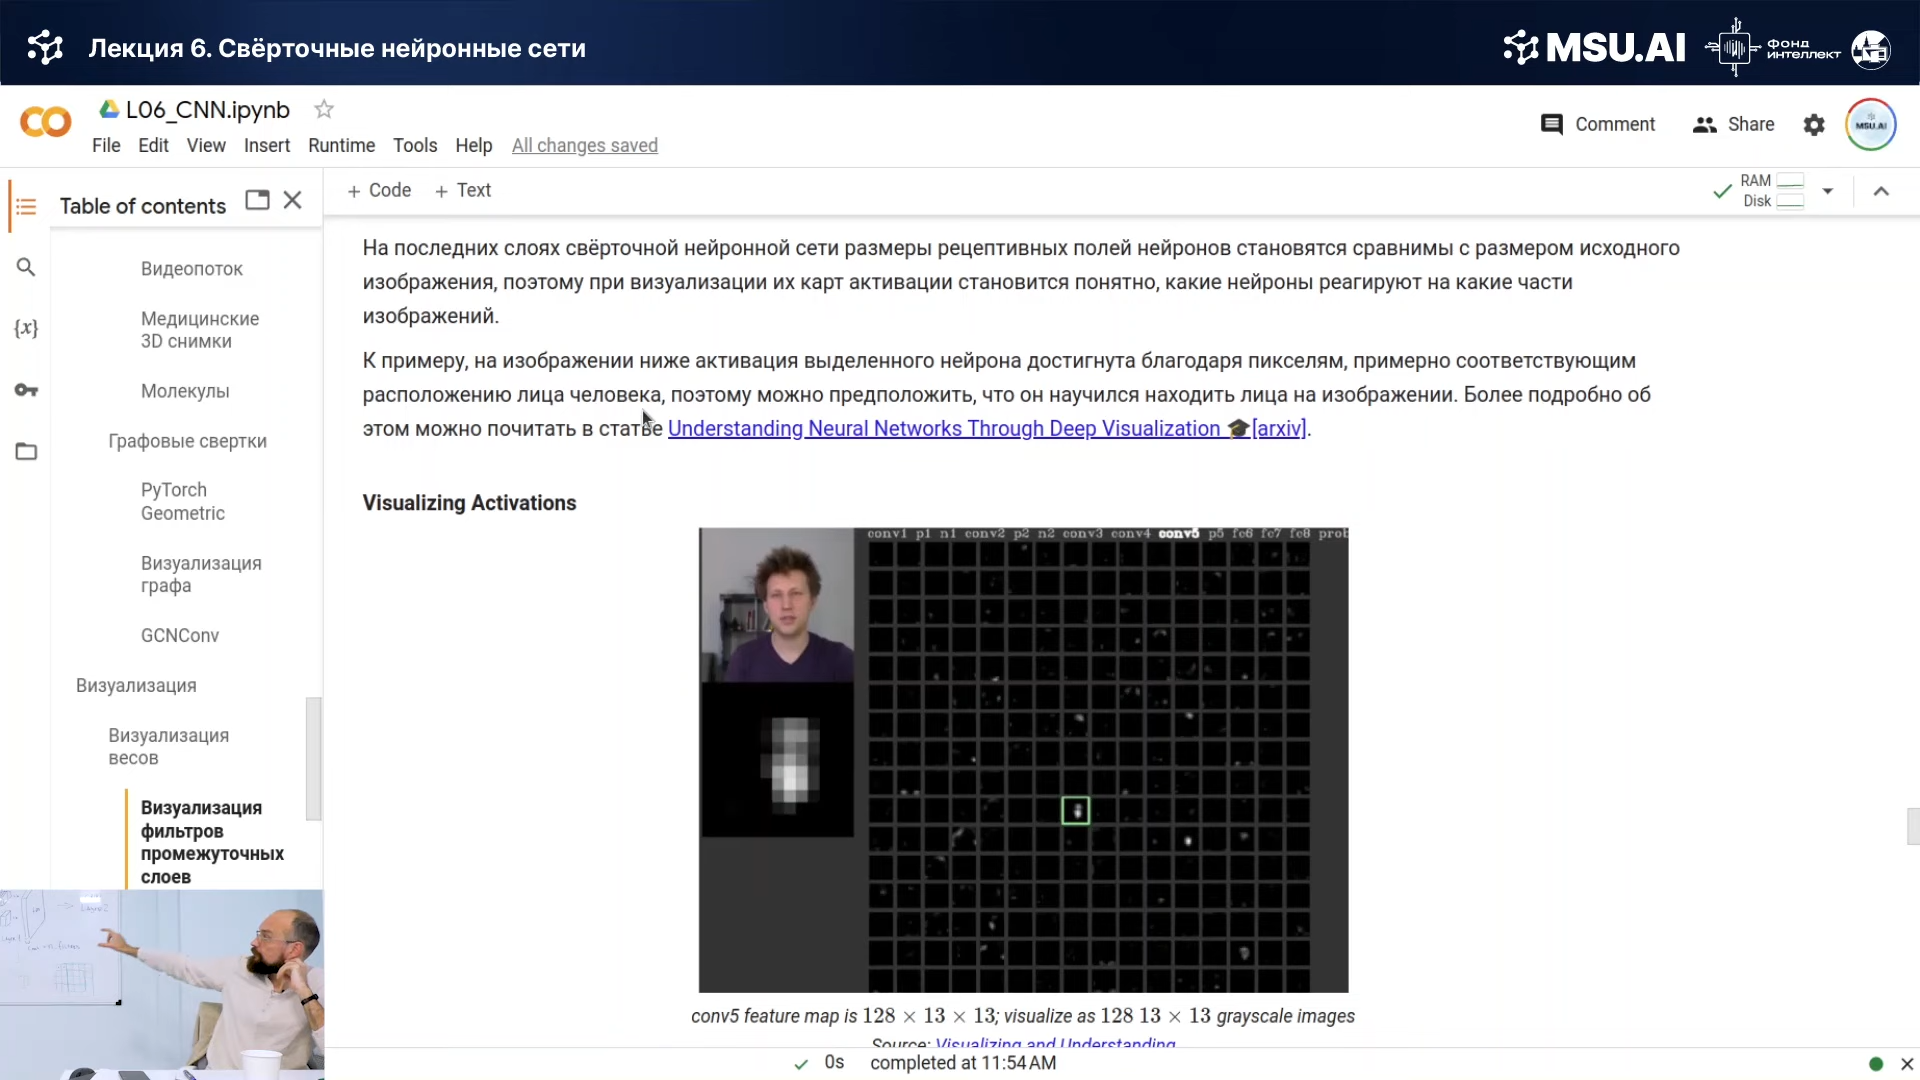 Лекция 6. Свёрточные нейронные сети
MSU.AI
ФОНД
ИНТЕЛЛЕКТ
L06_CNN.ipynb
Comment
Share
MSU.AI
File Edit View Insert Runtime Tools Help All changes saved
+ Code + Text
RAM
Disk
Table of contents
Видеопоток
Медицинские
3D снимки
Молекулы
Графовые свертки
PyTorch
Geometric
Визуализация
графа
GCNConv
Визуализация
Визуализация
весов
Визуализация
фильтров
промежуточных
слоев
{x}
На последних слоях свёрточной нейронной сети размеры рецептивных полей нейронов становятся сравнимы с размером исходного
изображения, поэтому при визуализации их карт активации становится понятно, какие нейроны реагируют на какие части
изображений.
К примеру, на изображении ниже активация выделенного нейрона достигнута благодаря пикселям, примерно соответствующим
расположению лица человека, поэтому можно предположить, что он научился находить лица на изображении. Более подробно об
этом можно почитать в статье Understanding Neural Networks Through Deep Visualization 🎓[arxiv].
Visualizing Activations
conv1 p1 n1 conv2 p2 n2 conv3 conv4 conv5 p5 fc6 fc7 fc8 prob
conv5 feature map is 128 × 13 × 13; visualize as 128 13 × 13 grayscale images
Source: Visualizing and Understanding
0s completed at 11:54 AM